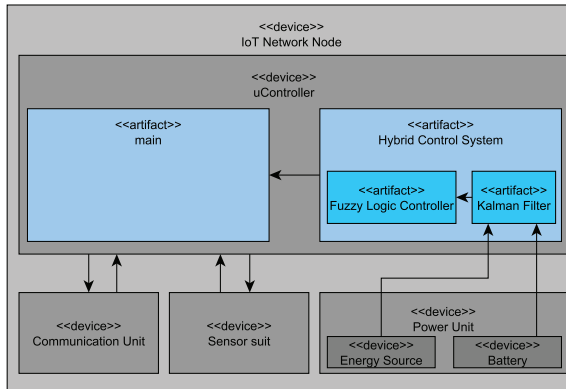 <<device>>
IoT Network Node
<<device>>
uController
<<artifact>>
main
<<artifact>>
Hybrid Control System
<<artifact>>
Fuzzy Logic Controller
<<artifact>>
Kalman Filter
<<device>>
Communication Unit
<<device>>
Sensor suit
<<device>>
Power Unit
<<device>>
Energy Source
<<device>>
Battery